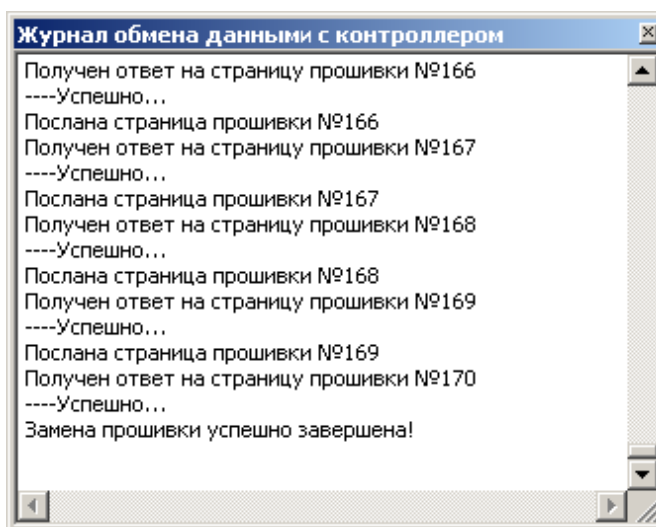 Журнал обмена данными с контроллером
Получен ответ на страницу прошивки №166
----Успешно...
Послана страница прошивки №166
Получен ответ на страницу прошивки №167
----Успешно...
Послана страница прошивки №167
Получен ответ на страницу прошивки №168
----Успешно...
Послана страница прошивки №168
Получен ответ на страницу прошивки №169
----Успешно...
Послана страница прошивки №169
Получен ответ на страницу прошивки №170
----Успешно...
Замена прошивки успешно завершена!